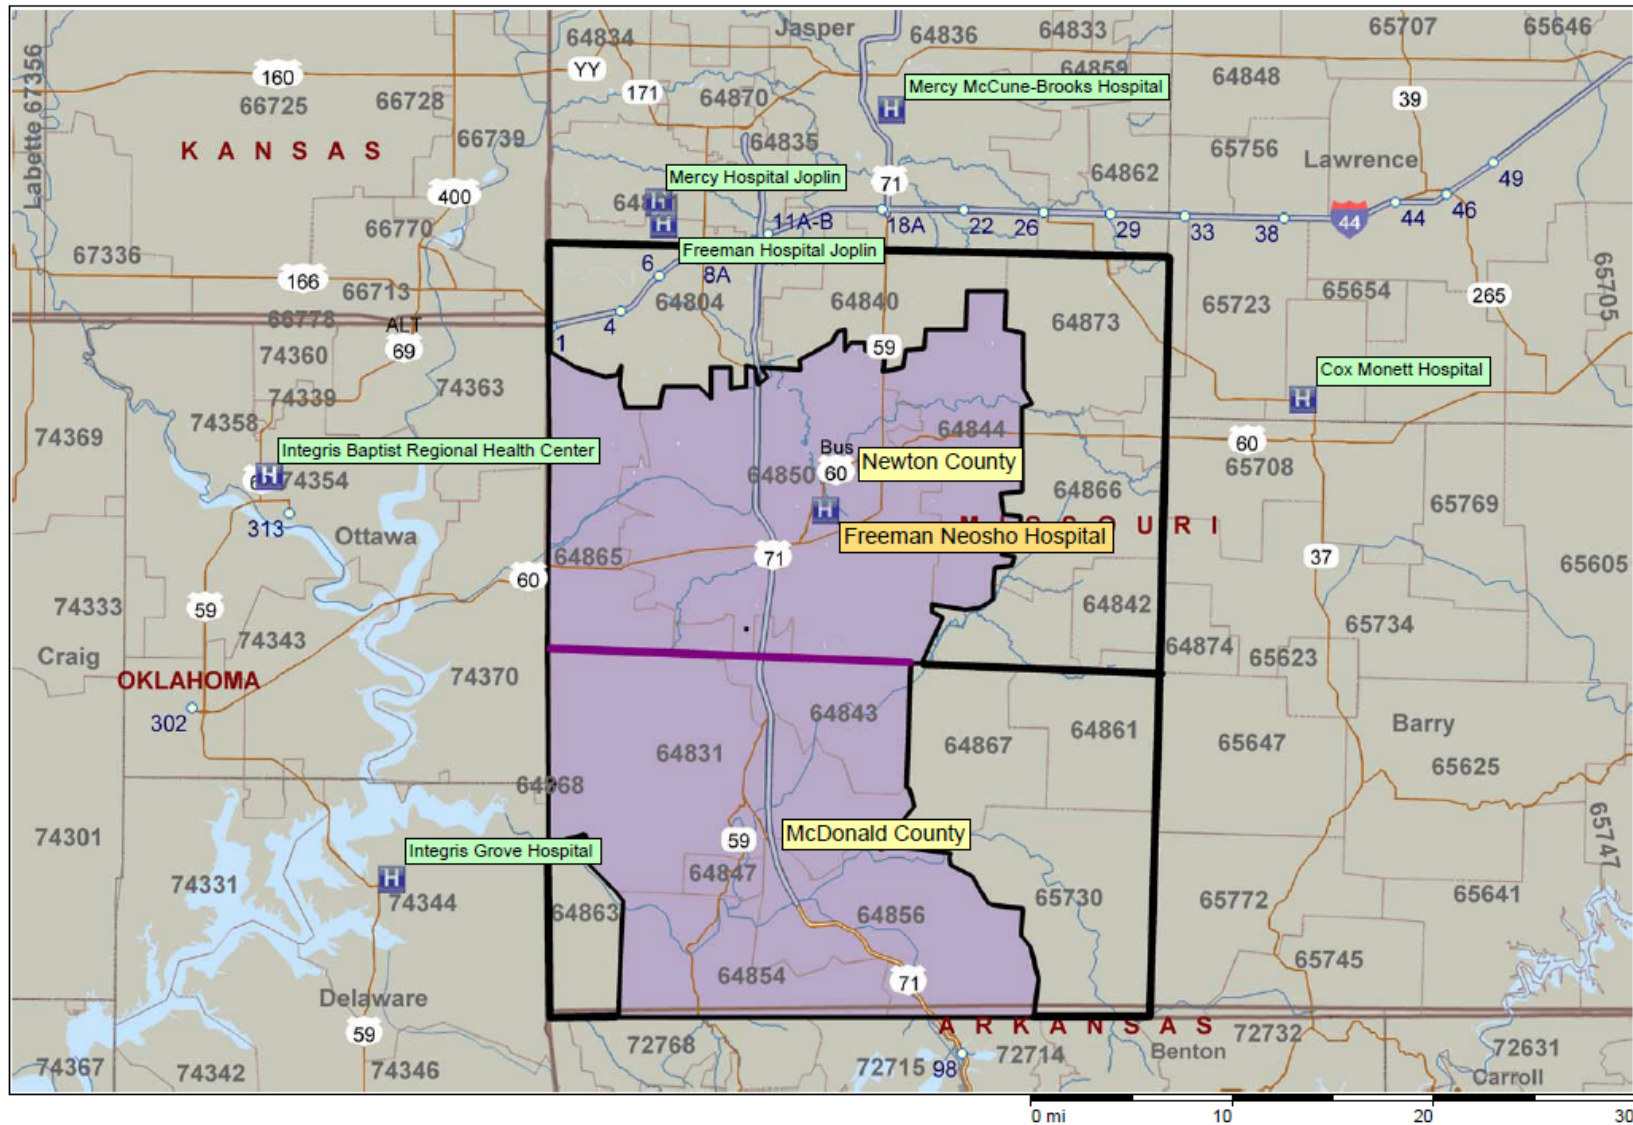 Jasper
64834
64836
64833
65707
65646
Labette 67356
160
YY
64859
64848
66725
66728
171
64870
Mercy McCune-Brooks Hospital
39
H
KANSAS
66739
64835
65756
Lawrence
Mercy Hospital Joplin
71
64862
49
400
H
H
11A-B
18A
22
26
29
33
38
44
44
46
67336
66770
Freeman Hospital Joplin
6
8A
166
66713
64804
64840
65723
65654
265
65705
66778
ALT
69
4
1
59
64873
74360
74339
74363
Cox Monett Hospital
H
74369
74358
64844
60
65708
Integris Baptist Regional Health Center
H
74354
Bus
60
64850
Newton County
64866
65769
313
Ottawa
H
Freeman Neosho Hospital
MISSOURI
64865
71
37
65605
60
74333
59
64842
74343
65734
64874
65623
Craig
OKLAHOMA
74370
302
64843
64867
64861
65647
Barry
64831
65625
64868
74301
59
McDonald County
65747
Integris Grove Hospital
H
74331
74344
64847
64863
64856
65730
65772
65641
65745
64854
71
Delaware
59
ARKANSAS
72768
72714
Benton
72732
72631
74367
74342
74346
72715
98
Carroll
0 mi
10
20
30